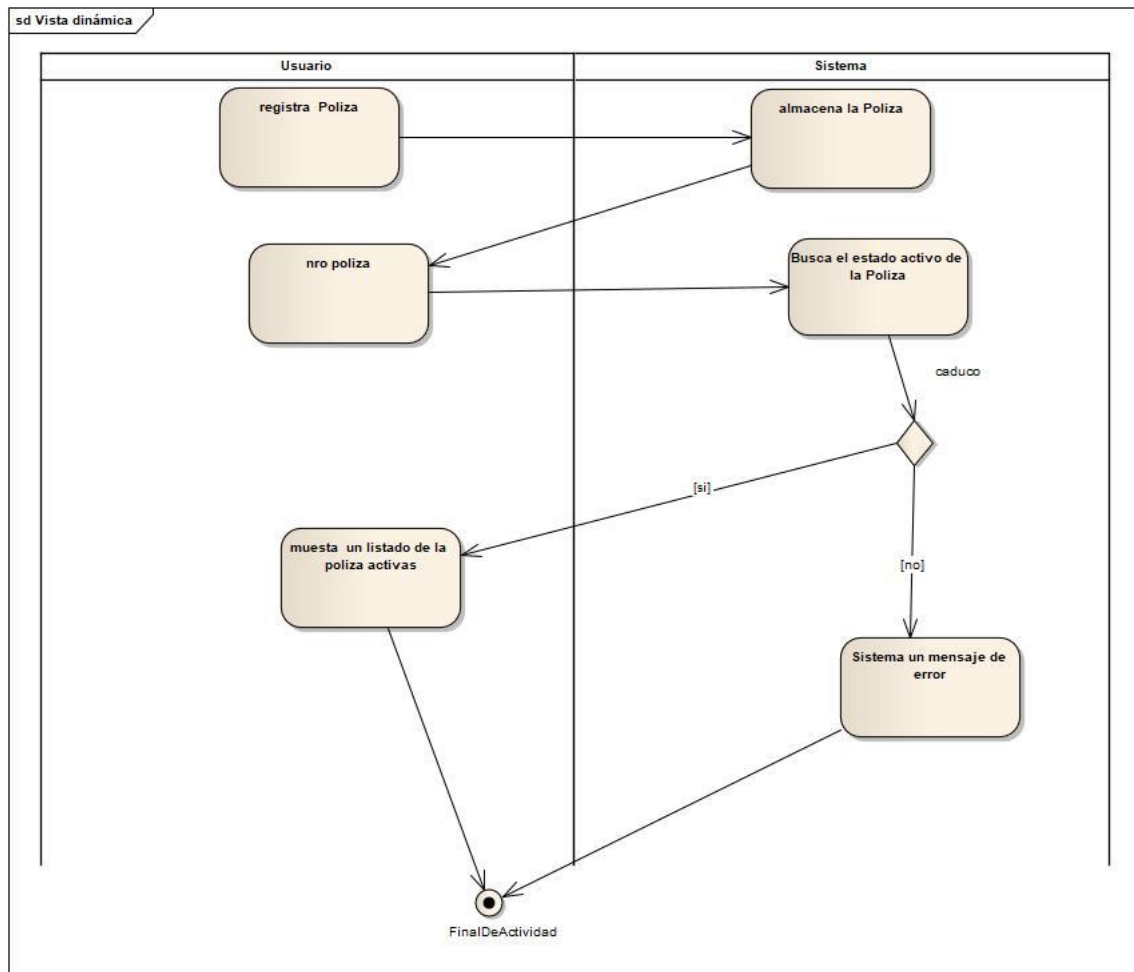 sd Vista dinámica
Usuario
Sistema
registra Poliza
almacena la Poliza
nro poliza
Busca el estado activo de
la Poliza
caduco
[si]
muesta un listado de la
poliza activas
[no]
Sistema un mensaje de
error
FinalDeActividad